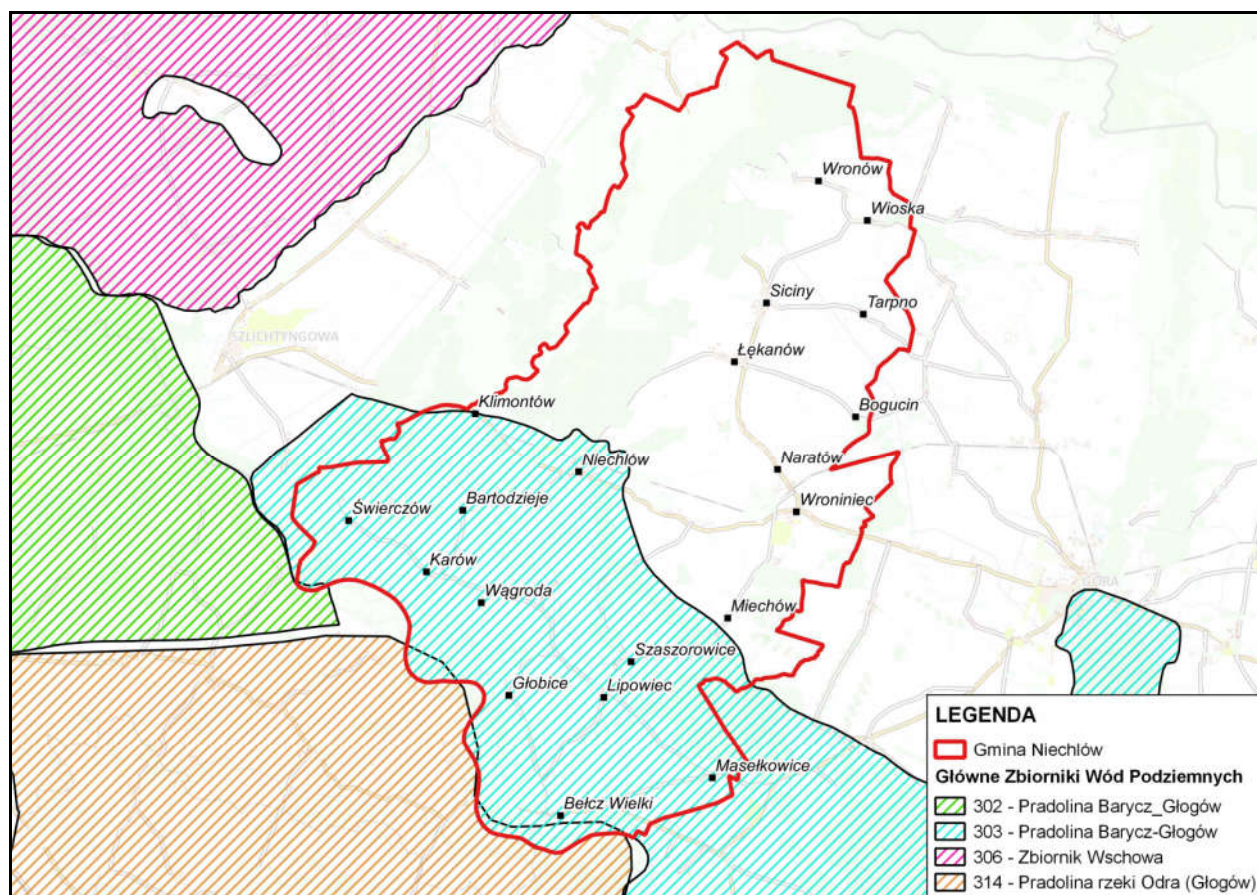 Wronów
Wioska
Siciny
Tarpno
SZLICHTYNGOWA
Łękanów
Klimontów
Bogucin
Niechlów
Naratów
Bartodzieje
Świerczów
Wroniniec
Karów
GÓRA
Wągroda
Miechów
Szaszorowice
Głobice
Lipowiec
Masełkowice
Bełcz Wielki
LEGENDA
Gmina Niechlów
Główne Zbiorniki Wód Podziemnych
302 - Pradolina Barycz_Głogów
303 - Pradolina Barycz-Głogów
306 - Zbiornik Wschowa
314 - Pradolina rzeki Odra (Głogów)